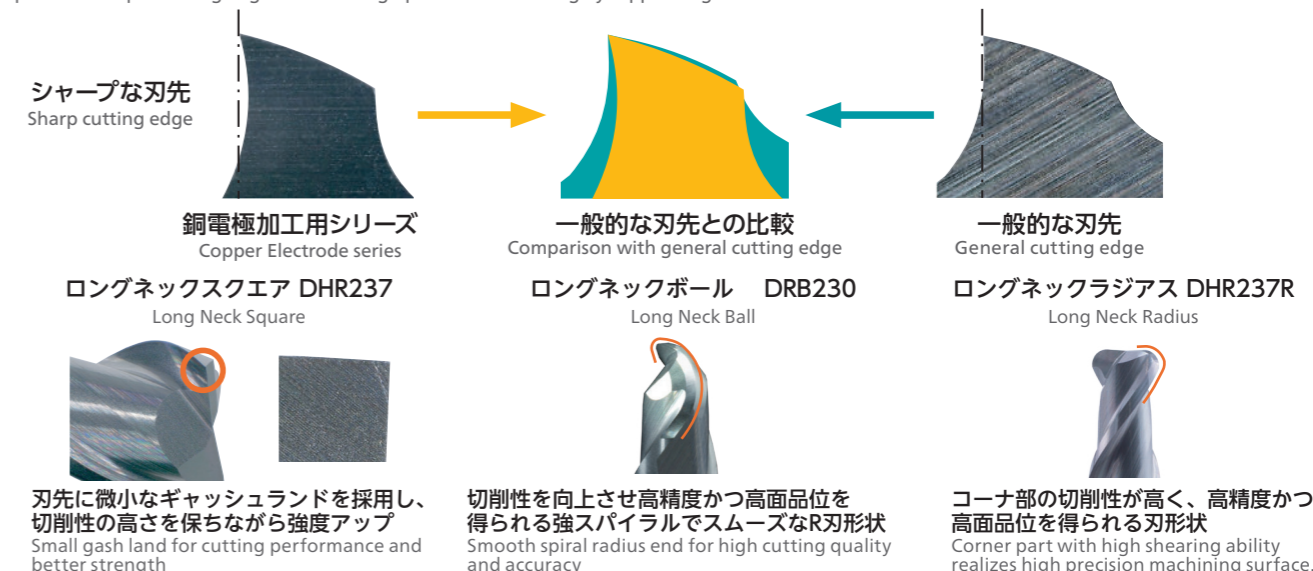 シャープな刃先
Sharp cutting edge
銅電極加工用シリーズ
Copper Electrode series
一般的な刃先との比較
Comparison with general cutting edge
一般的な刃先
General cutting edge
ロングネックスクエア DHR237
Long Neck Square
ロングネックボール DRB230
Long Neck Ball
ロングネックラジアス DHR237R
Long Neck Radius
刃先に微小なギャッシュランドを採用し、
切削性の高さを保ちながら強度アップ
Small gash land for cutting performance and
better strength
切削性を向上させ高精度かつ高面品位を
得られる強スパイラルでスムーズなR刃形状
Smooth spiral radius end for high cutting quality
and accuracy
コーナ部の切削性が高く、高精度かつ
高面品位を得られる刃形状
Corner part with high shearing ability
realizes high precision machining surface.